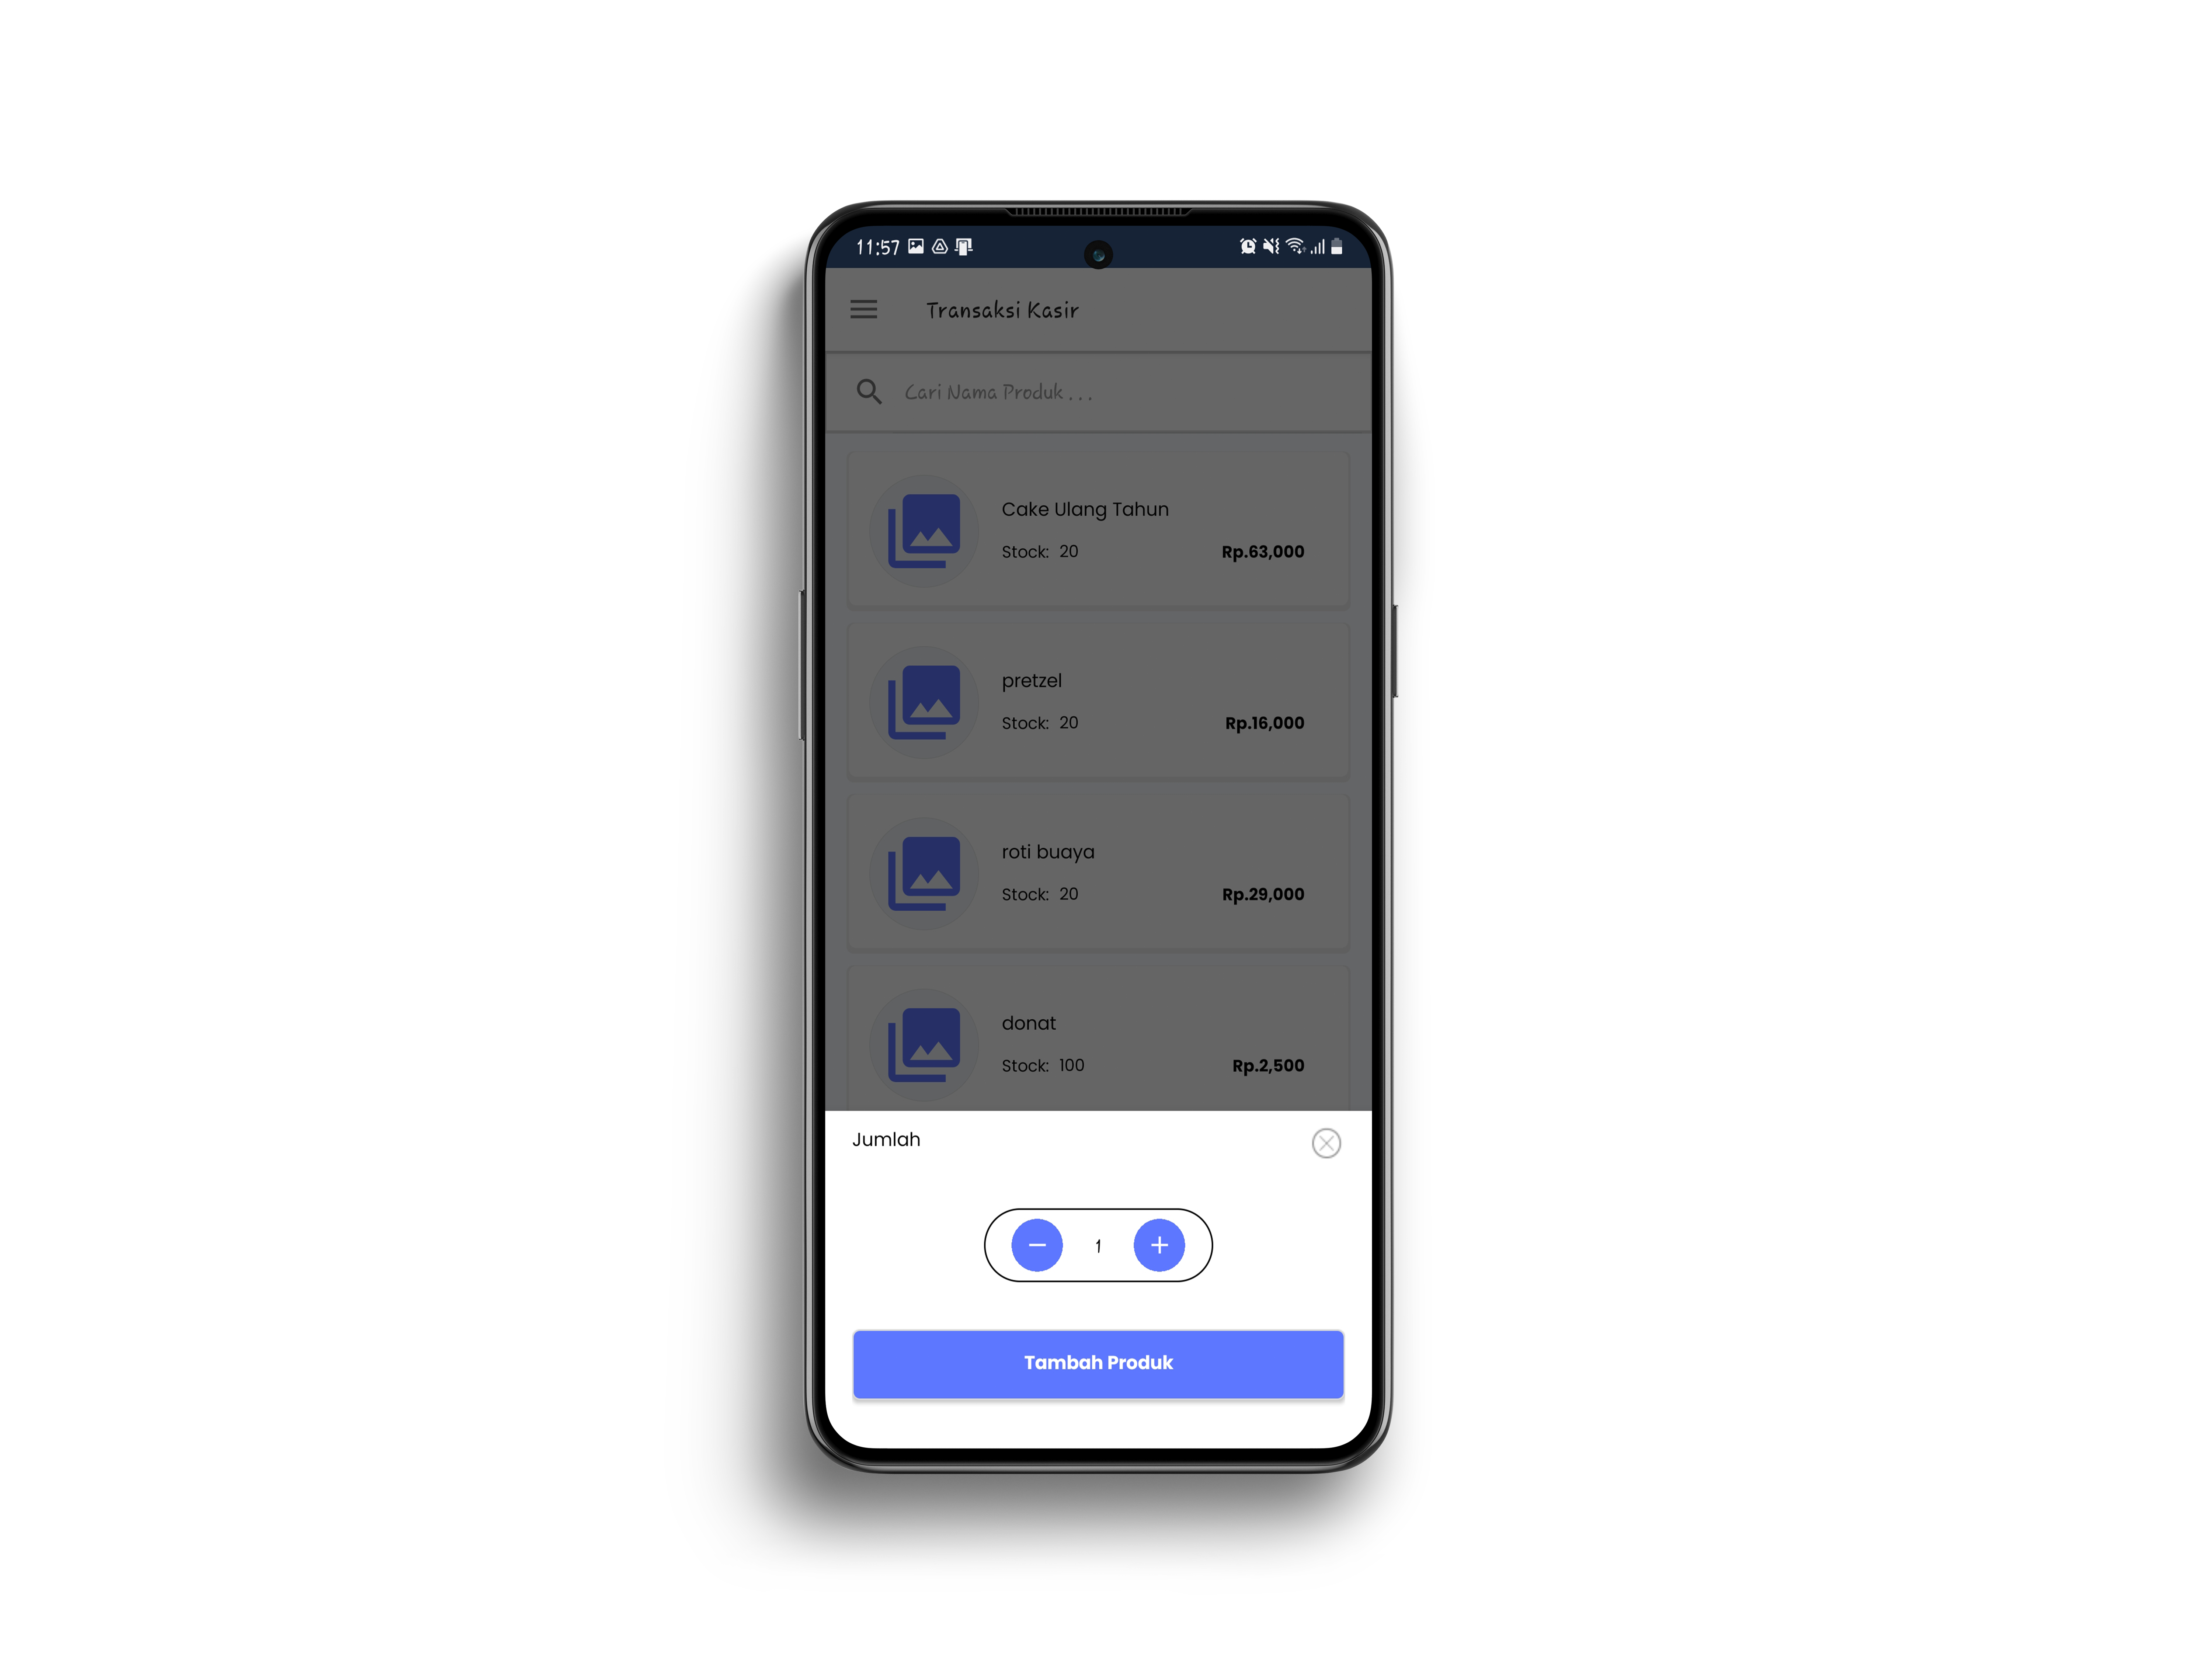 11:57
Transaksi Kasir
Cari Nama Produk . . .
Cake Ulang Tahun
Stock: 20 Rp.63,000
pretzel
Stock: 20 Rp.16,000
roti buaya
Stock: 20 Rp.29,000
donat
Stock: 100 Rp.2,500
Jumlah
1
Tambah Produk